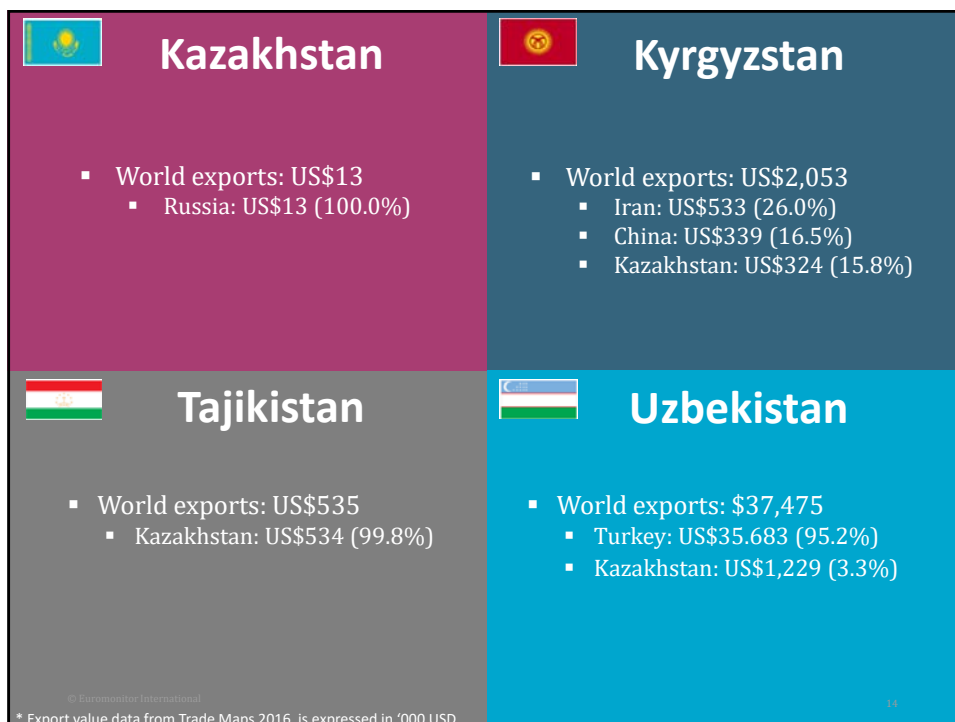 Kazakhstan
▪ World exports: US$13
▪ Russia: US$13 (100.0%)
Kyrgyzstan
▪ World exports: US$2,053
▪ Iran: US$533 (26.0%)
▪ China: US$339 (16.5%)
▪ Kazakhstan: US$324 (15.8%)
Tajikistan
▪ World exports: US$535
▪ Kazakhstan: US$534 (99.8%)
Uzbekistan
▪ World exports: $37,475
▪ Turkey: US$35.683 (95.2%)
▪ Kazakhstan: US$1,229 (3.3%)
© Euromonitor International
14
* Export value data from Trade Maps 2016, is expressed in ‘000 USD